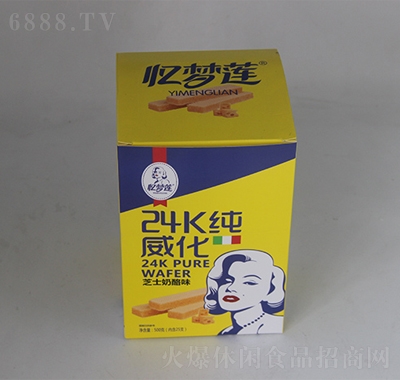 6888.TV
忆梦莲®
YIMENGLIAN
忆梦莲
24K纯
威化
24K PURE
WAFER
芝士奶酪味
火爆休闲食品招商网